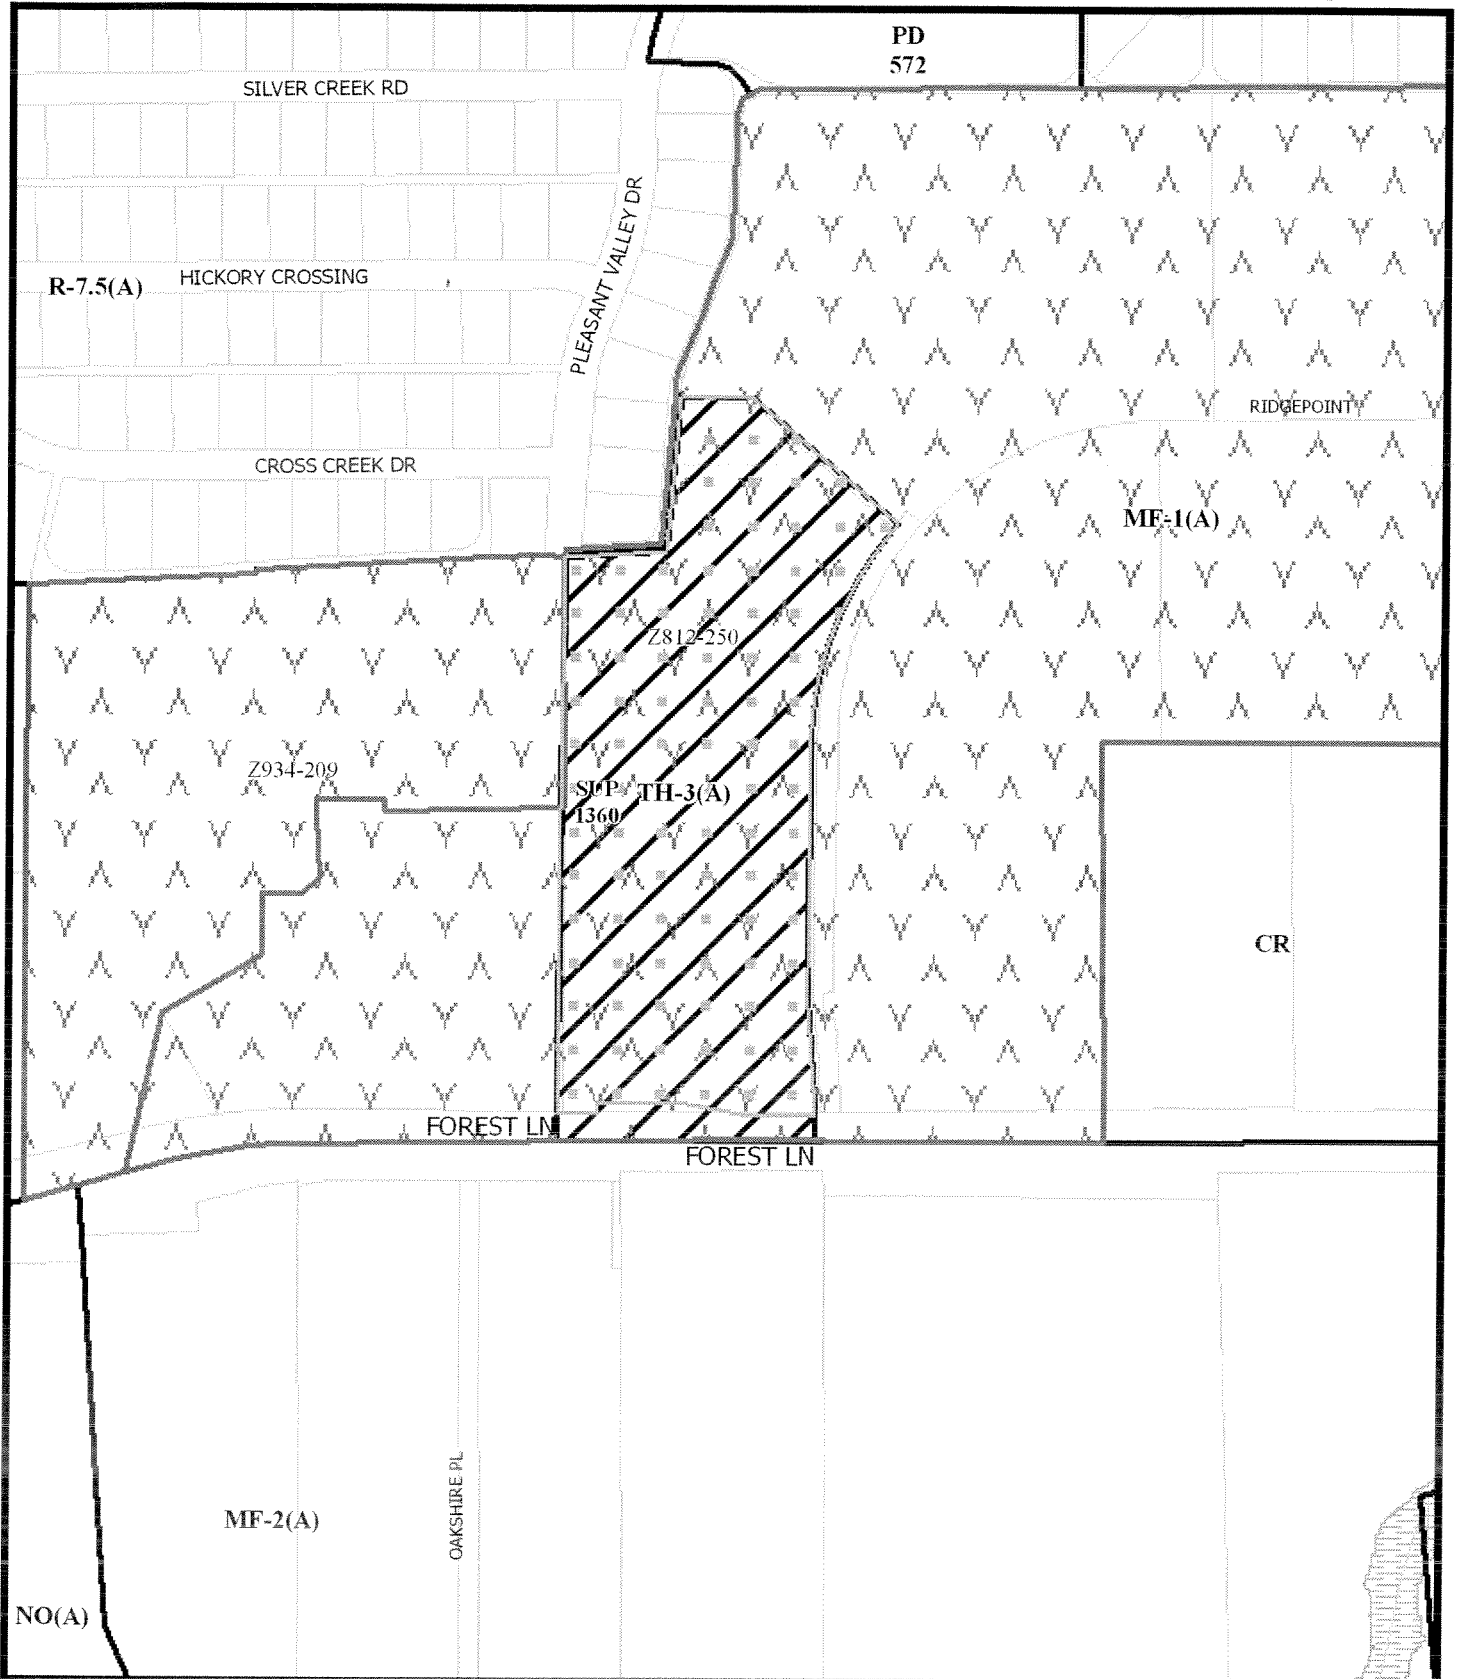 PD
572
SILVER CREEK RD
PLEASANT VALLEY DR
R-7.5(A)
HICKORY CROSSING
RIDGEPOINT
CROSS CREEK DR
MF-1(A)
Z812-250
Z934-209
SUP
1360
TH-3(A)
CR
FOREST LN
FOREST LN
OAKSHIRE PL
MF-2(A)
NO(A)